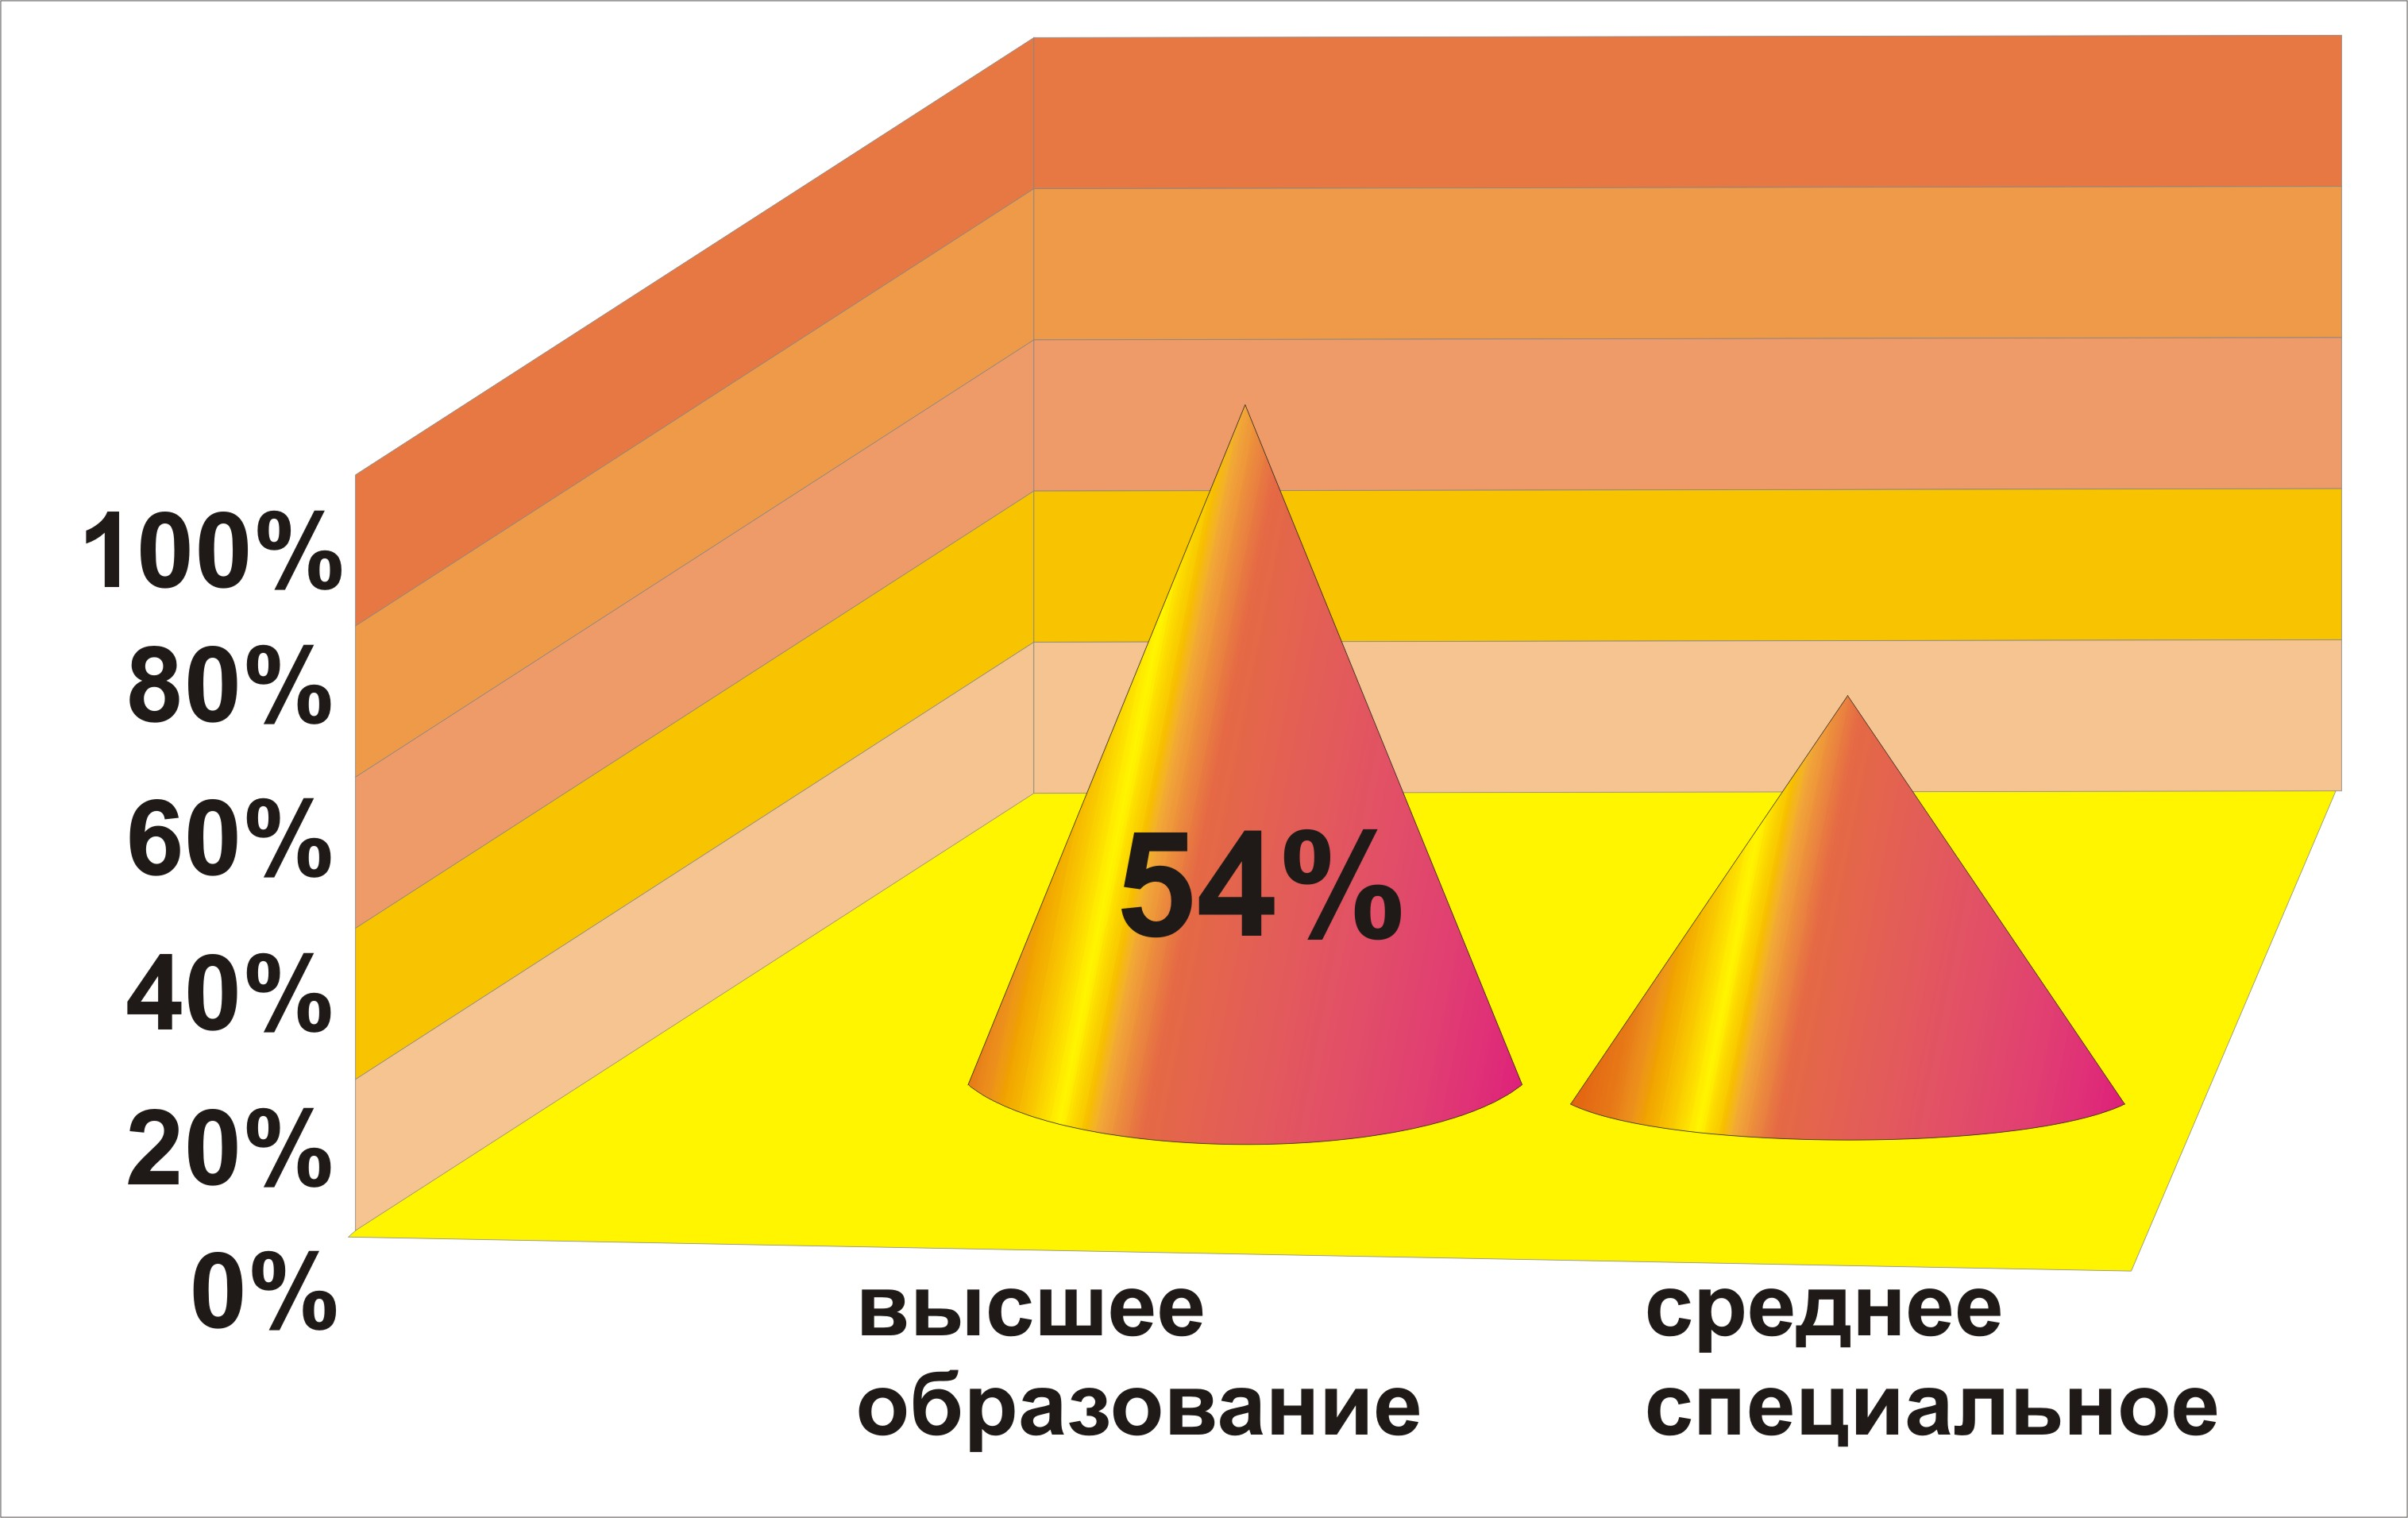 100%
80%
60%
40%
20%
0%
54%
высшее
образование
среднее
специальное